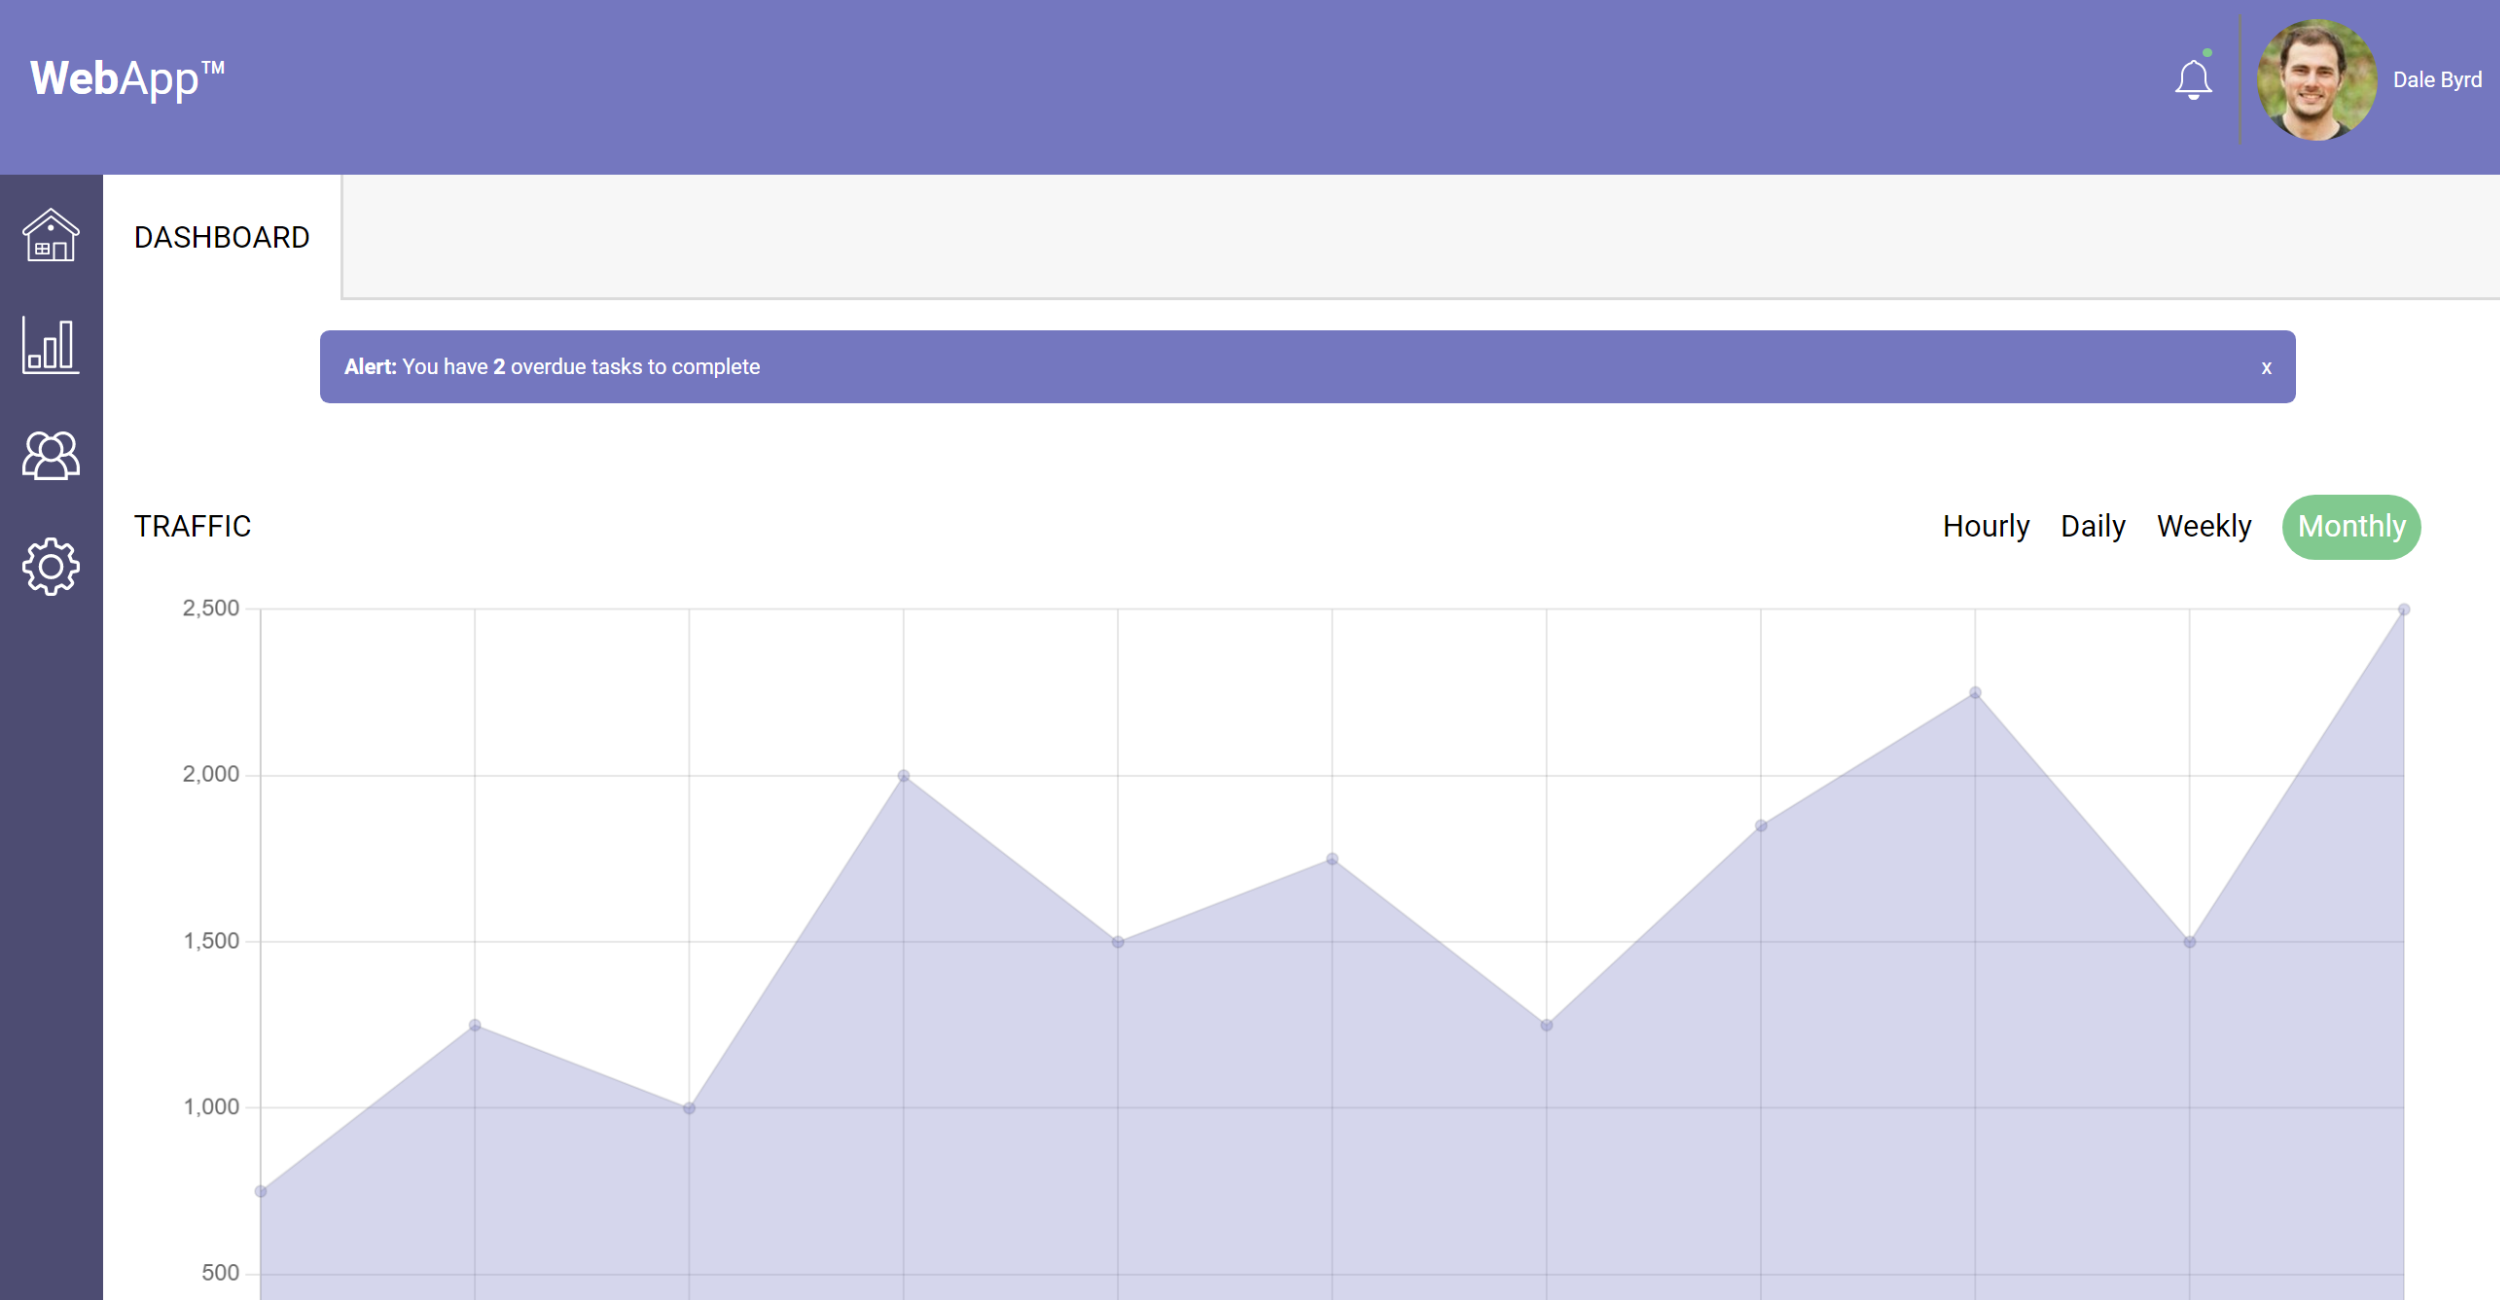 WebApp™
Dale Byrd
DASHBOARD
Alert: You have 2 overdue tasks to complete x
TRAFFIC
Hourly Daily Weekly Monthly
2,500
2,000
1,500
1,000
500